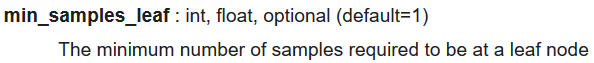 min_samples_leaf : int, float, optional (default=1)
The minimum number of samples required to be at a leaf node